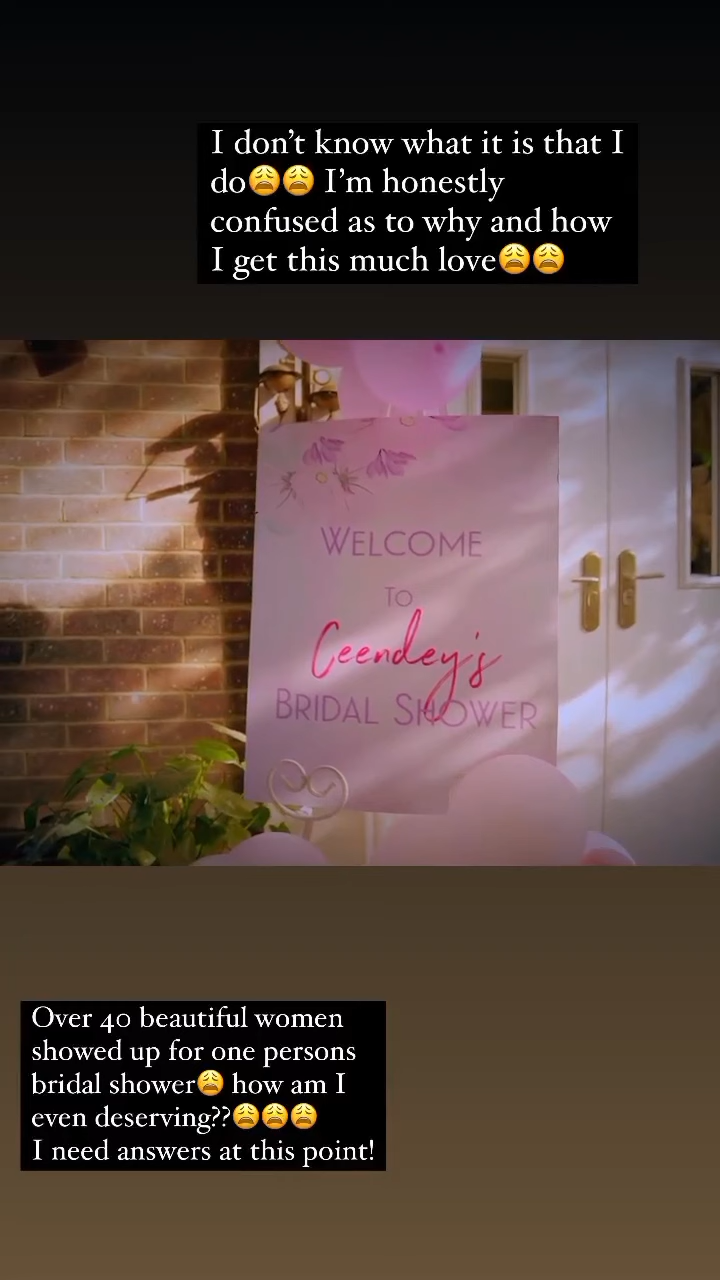 I don’t know what it is that I
do😩😩 I’m honestly
confused as to why and how
I get this much love😩😩
WELCOME
TO
Ceendey's
BRIDAL SHOWER
Over 40 beautiful women
showed up for one persons
bridal shower😩 how am I
even deserving??😩😩😩
I need answers at this point!